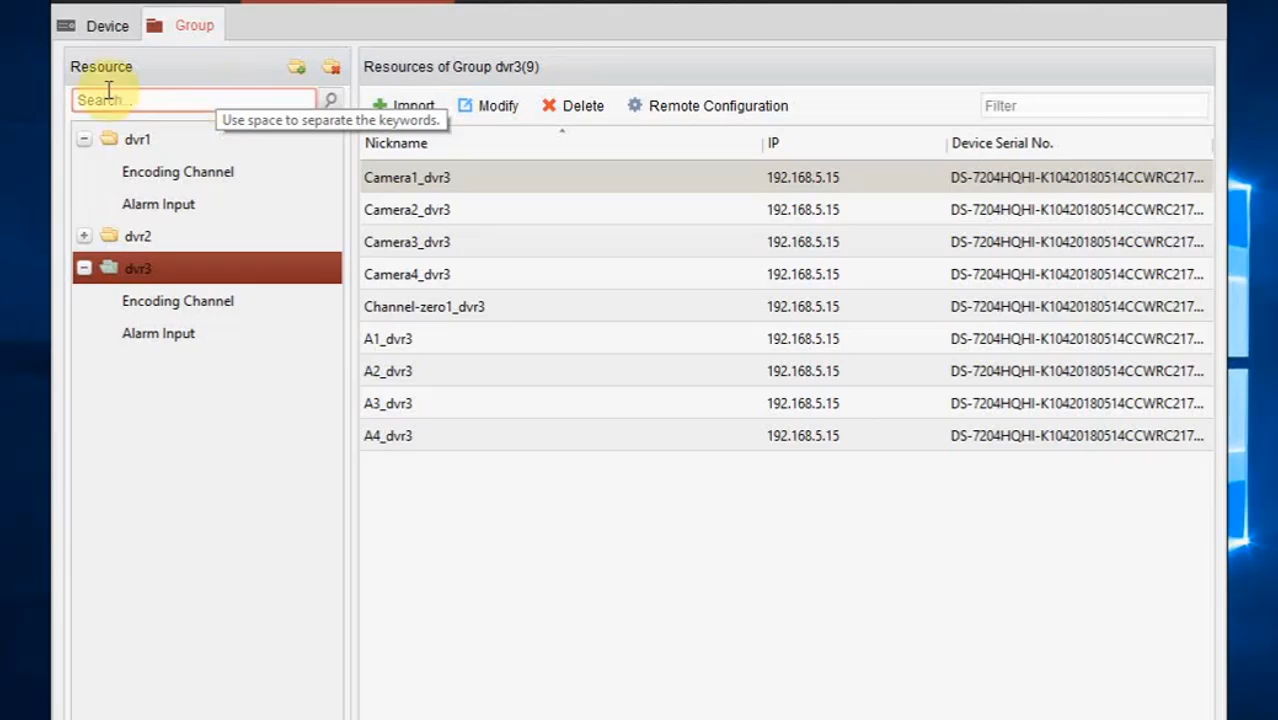 Device Group
Resource
Search...
Use space to separate the keywords.
dvr1
Encoding Channel
Alarm Input
dvr2
dvr3
Encoding Channel
Alarm Input
Resources of Group dvr3(9)
Import Modify Delete Remote Configuration Filter
Nickname IP Device Serial No.
Camera1_dvr3 192.168.5.15 DS-7204HQHI-K10420180514CCWRC217...
Camera2_dvr3 192.168.5.15 DS-7204HQHI-K10420180514CCWRC217...
Camera3_dvr3 192.168.5.15 DS-7204HQHI-K10420180514CCWRC217...
Camera4_dvr3 192.168.5.15 DS-7204HQHI-K10420180514CCWRC217...
Channel-zero1_dvr3 192.168.5.15 DS-7204HQHI-K10420180514CCWRC217...
A1_dvr3 192.168.5.15 DS-7204HQHI-K10420180514CCWRC217...
A2_dvr3 192.168.5.15 DS-7204HQHI-K10420180514CCWRC217...
A3_dvr3 192.168.5.15 DS-7204HQHI-K10420180514CCWRC217...
A4_dvr3 192.168.5.15 DS-7204HQHI-K10420180514CCWRC217...